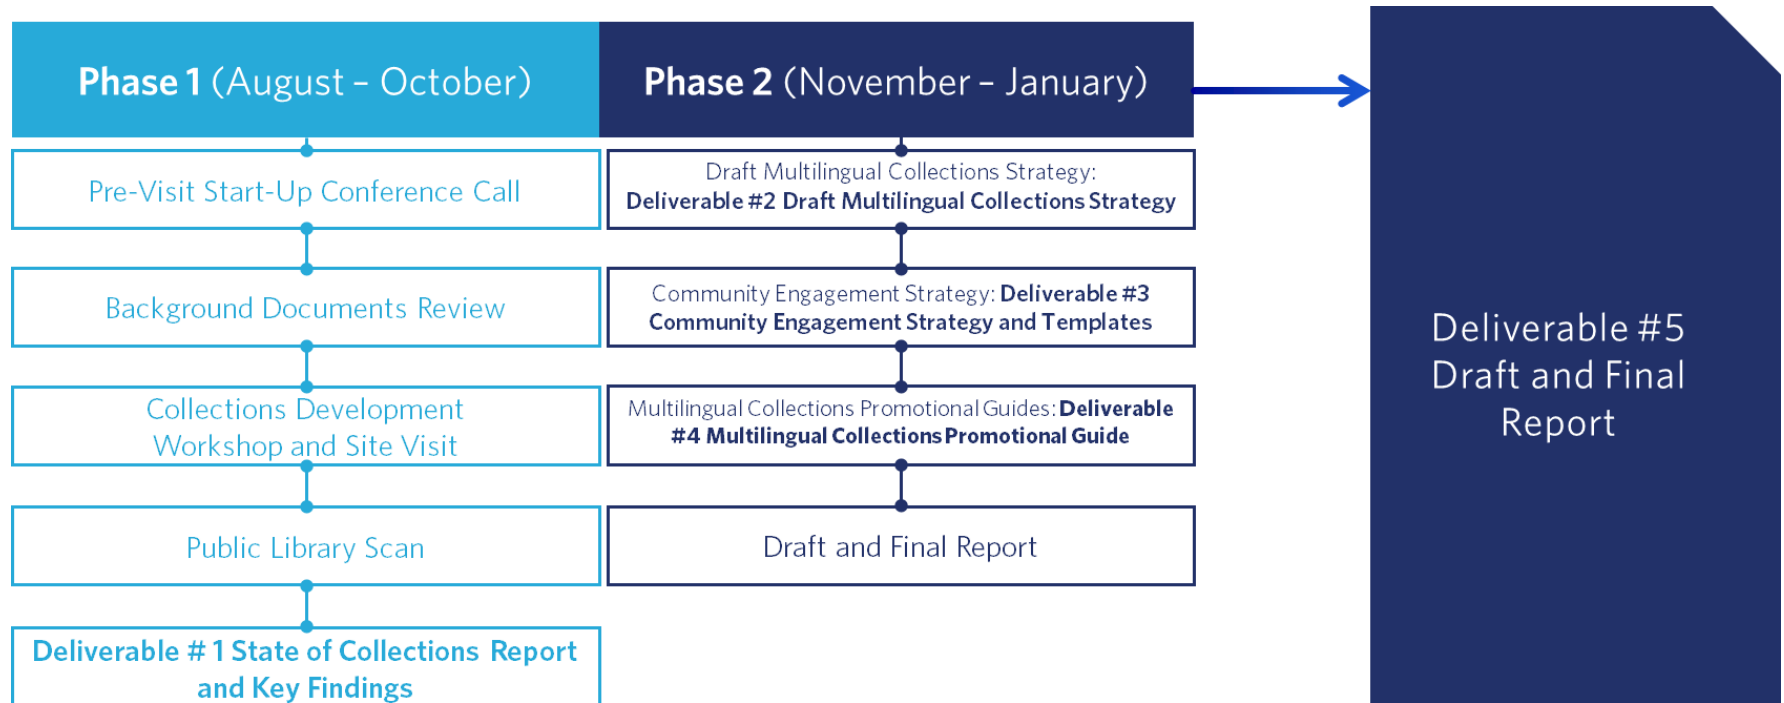 Phase 1 (August – October)
Pre-Visit Start-Up Conference Call
Background Documents Review
Collections Development
Workshop and Site Visit
Public Library Scan
Deliverable # 1 State of Collections Report
and Key Findings
Phase 2 (November – January)
Draft Multilingual Collections Strategy:
Deliverable #2 Draft Multilingual Collections Strategy
Community Engagement Strategy: Deliverable #3
Community Engagement Strategy and Templates
Multilingual Collections Promotional Guides: Deliverable
#4 Multilingual Collections Promotional Guide
Draft and Final Report
Deliverable #5
Draft and Final
Report